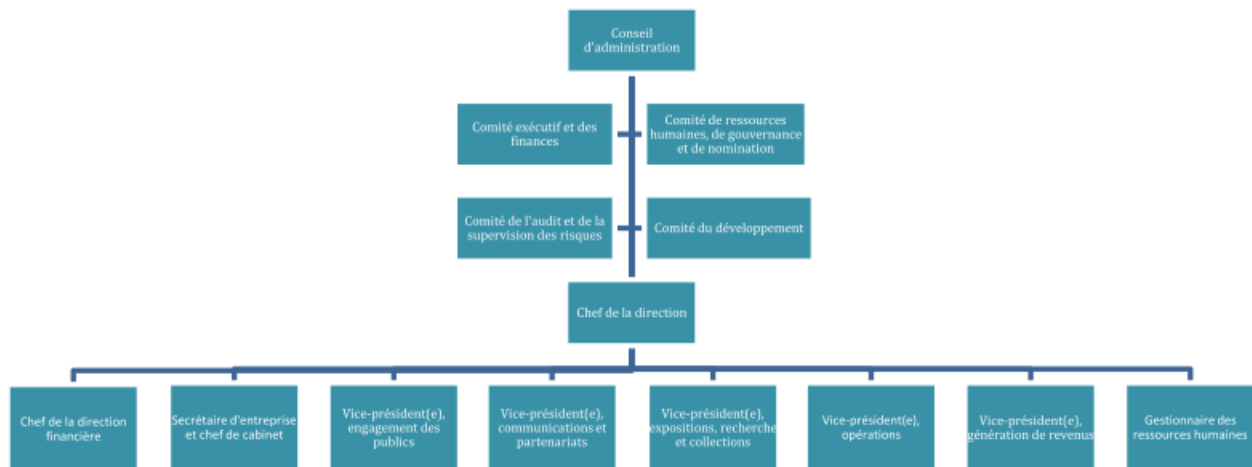 Conseil
d'administration
Comité exécutif et des
finances
Comité de ressources
humaines, de gouvernance
et de nomination
Comité de l'audit et de la
supervision des risques
Comité du développement
Chef de la direction
Chef de la direction
financière
Secrétaire d'entreprise
et chef de cabinet
Vice-président(e),
engagement des
publics
Vice-président(e),
communications et
partenariats
Vice-président(e),
expositions, recherche
et collections
Vice-président(e),
opérations
Vice-président(e),
génération de revenus
Gestionnaire des
ressources humaines